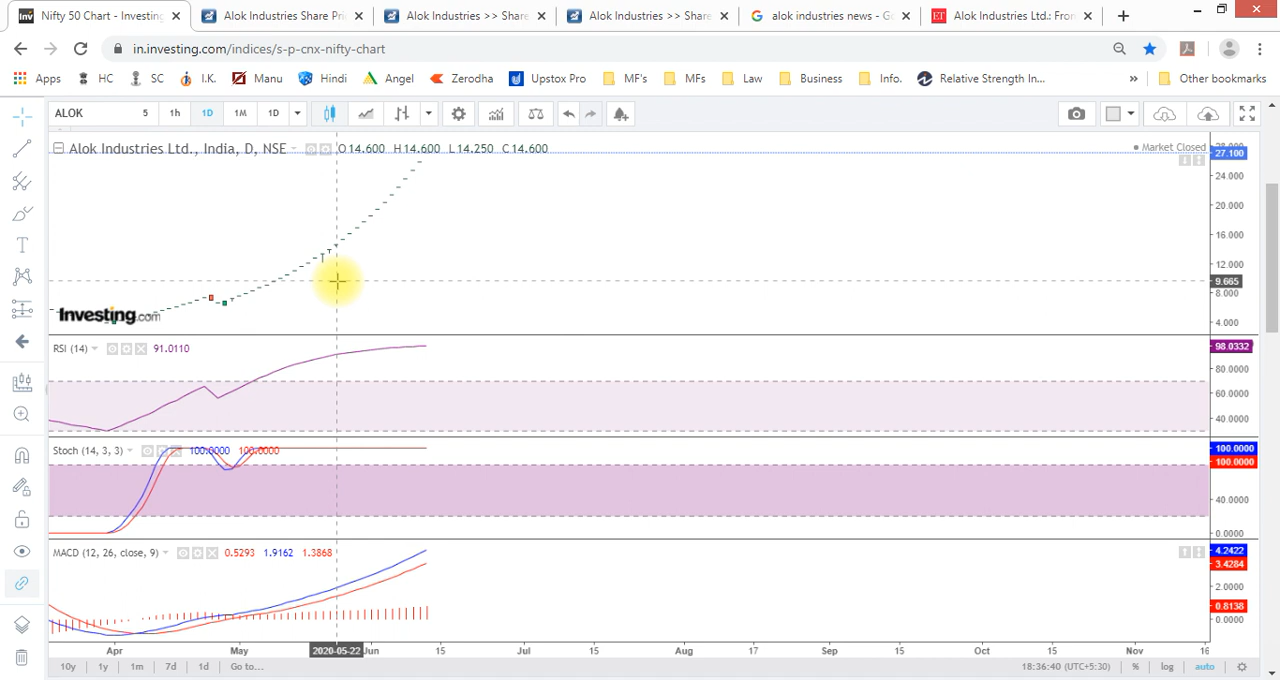 Nifty 50 Chart - Investing
Alok Industries Share Pri
Alok Industries >> Share
Alok Industries >> Share
alok industries news - G
Alok Industries Ltd.: Fron
in.investing.com/indices/s-p-cnx-nifty-chart
Apps
HC
SC
I.K.
Manu
Hindi
Angel
Zerodha
Upstox Pro
MF's
MFs
Law
Business
Info.
Relative Strength In...
»
Other bookmarks
ALOK
5
1h
1D
1M
1D
Alok Industries Ltd., India, D, NSE
O14.600 H14.600 L14.250 C14.600
Market Closed
27.100
24.000
20.000
16.000
12.000
9.665
8.000
4.000
Investing.com
RSI (14)
91.0110
98.0332
80.0000
60.0000
40.0000
Stoch (14, 3, 3)
100.0000 100.0000
100.0000
100.0000
40.0000
0.0000
MACD (12, 26, close, 9)
0.5293 1.9162 1.3868
4.2422
3.4284
2.0000
0.8138
0.0000
Apr
May
2020-05-22
Jun
15
Jul
15
Aug
17
Sep
15
Oct
15
Nov
16
10y
1y
1m
7d
1d
Go to...
18:36:40 (UTC+5:30)
%
log
auto